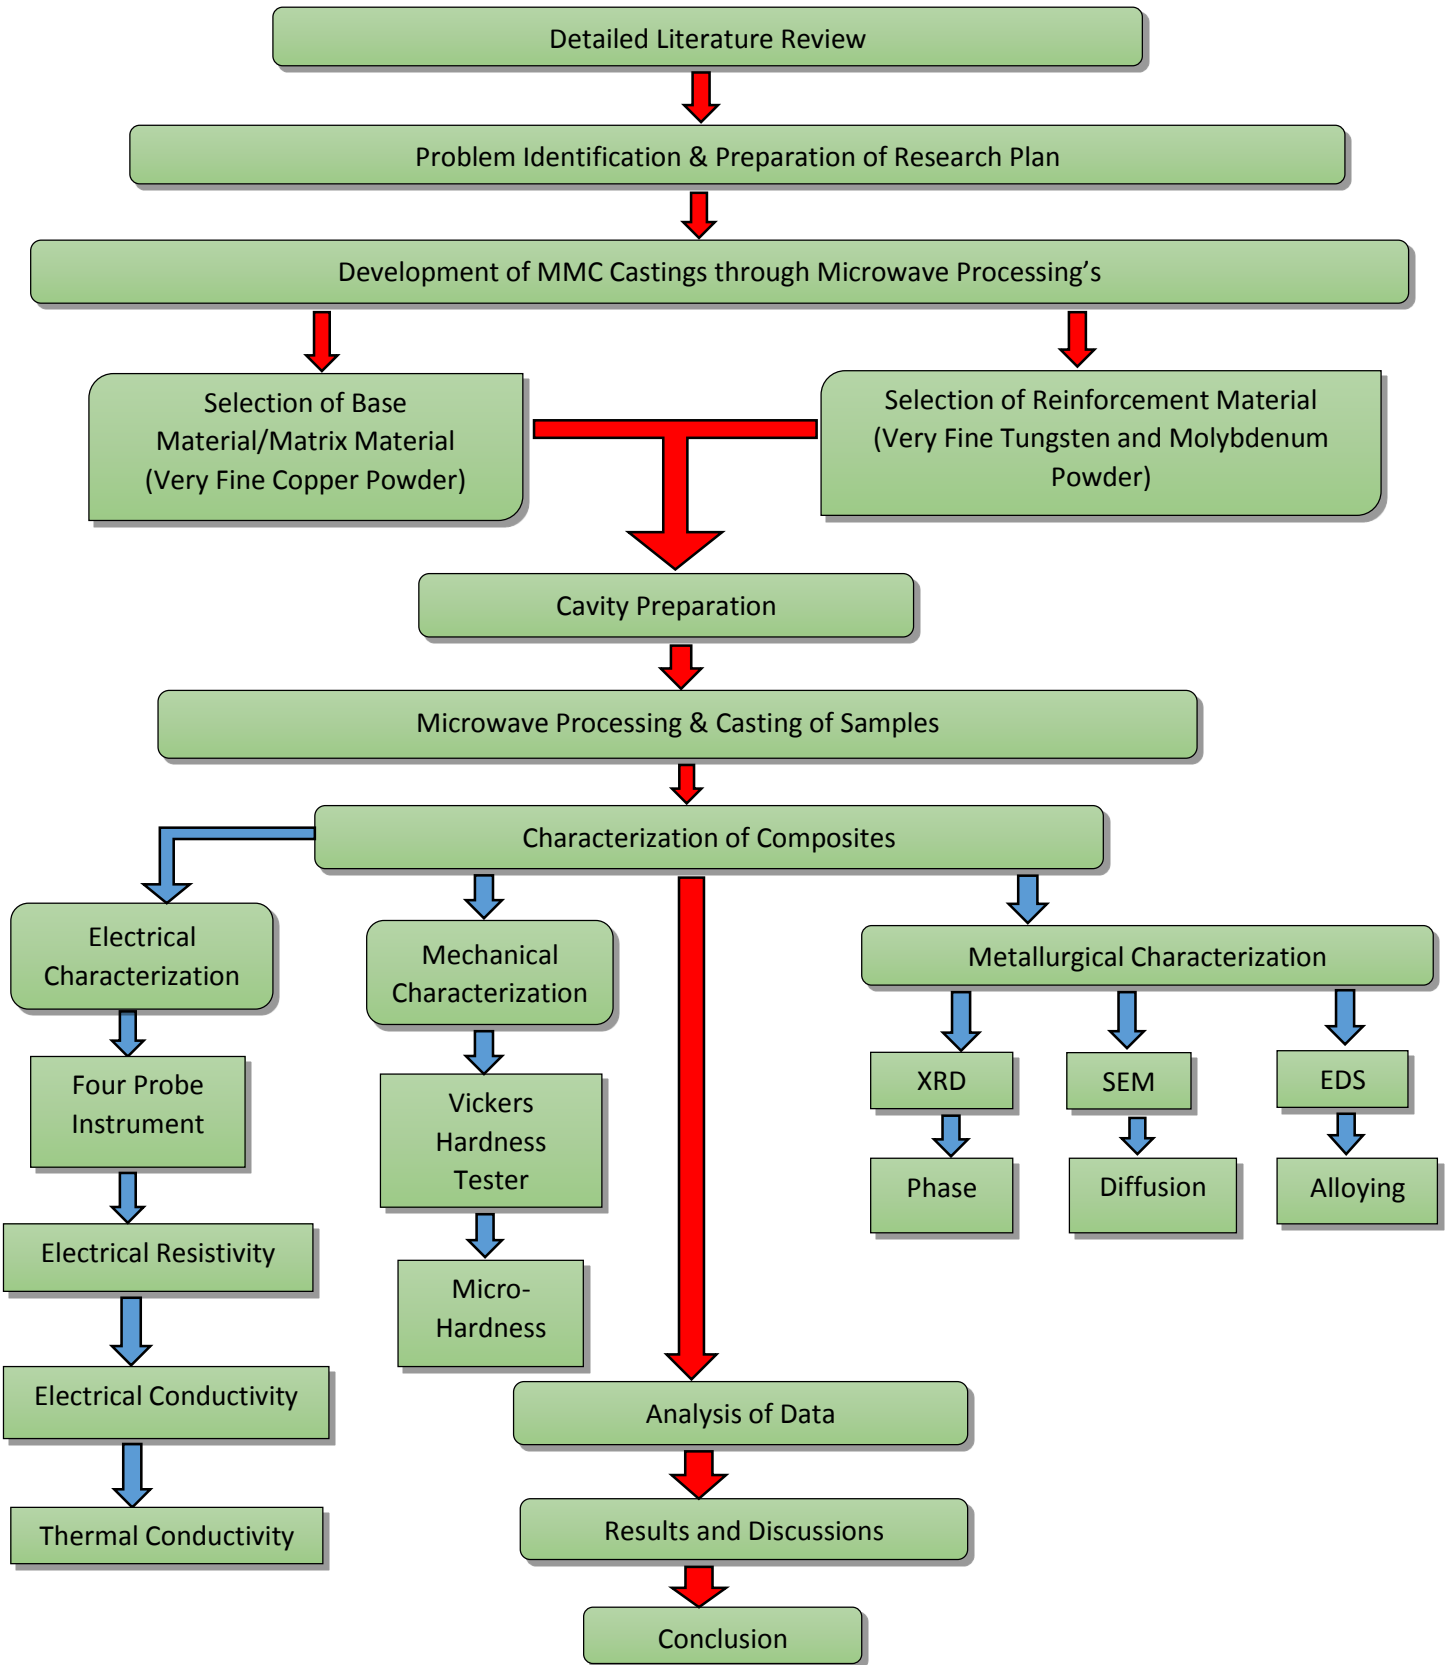 Detailed Literature Review
Problem Identification & Preparation of Research Plan
Development of MMC Castings through Microwave Processing’s
Selection of Base
Material/Matrix Material
(Very Fine Copper Powder)
Selection of Reinforcement Material
(Very Fine Tungsten and Molybdenum
Powder)
Cavity Preparation
Microwave Processing & Casting of Samples
Characterization of Composites
Electrical
Characterization
Four Probe
Instrument
Electrical Resistivity
Electrical Conductivity
Thermal Conductivity
Mechanical
Characterization
Vickers
Hardness
Tester
Micro-
Hardness
Metallurgical Characterization
XRD
SEM
EDS
Phase
Diffusion
Alloying
Analysis of Data
Results and Discussions
Conclusion